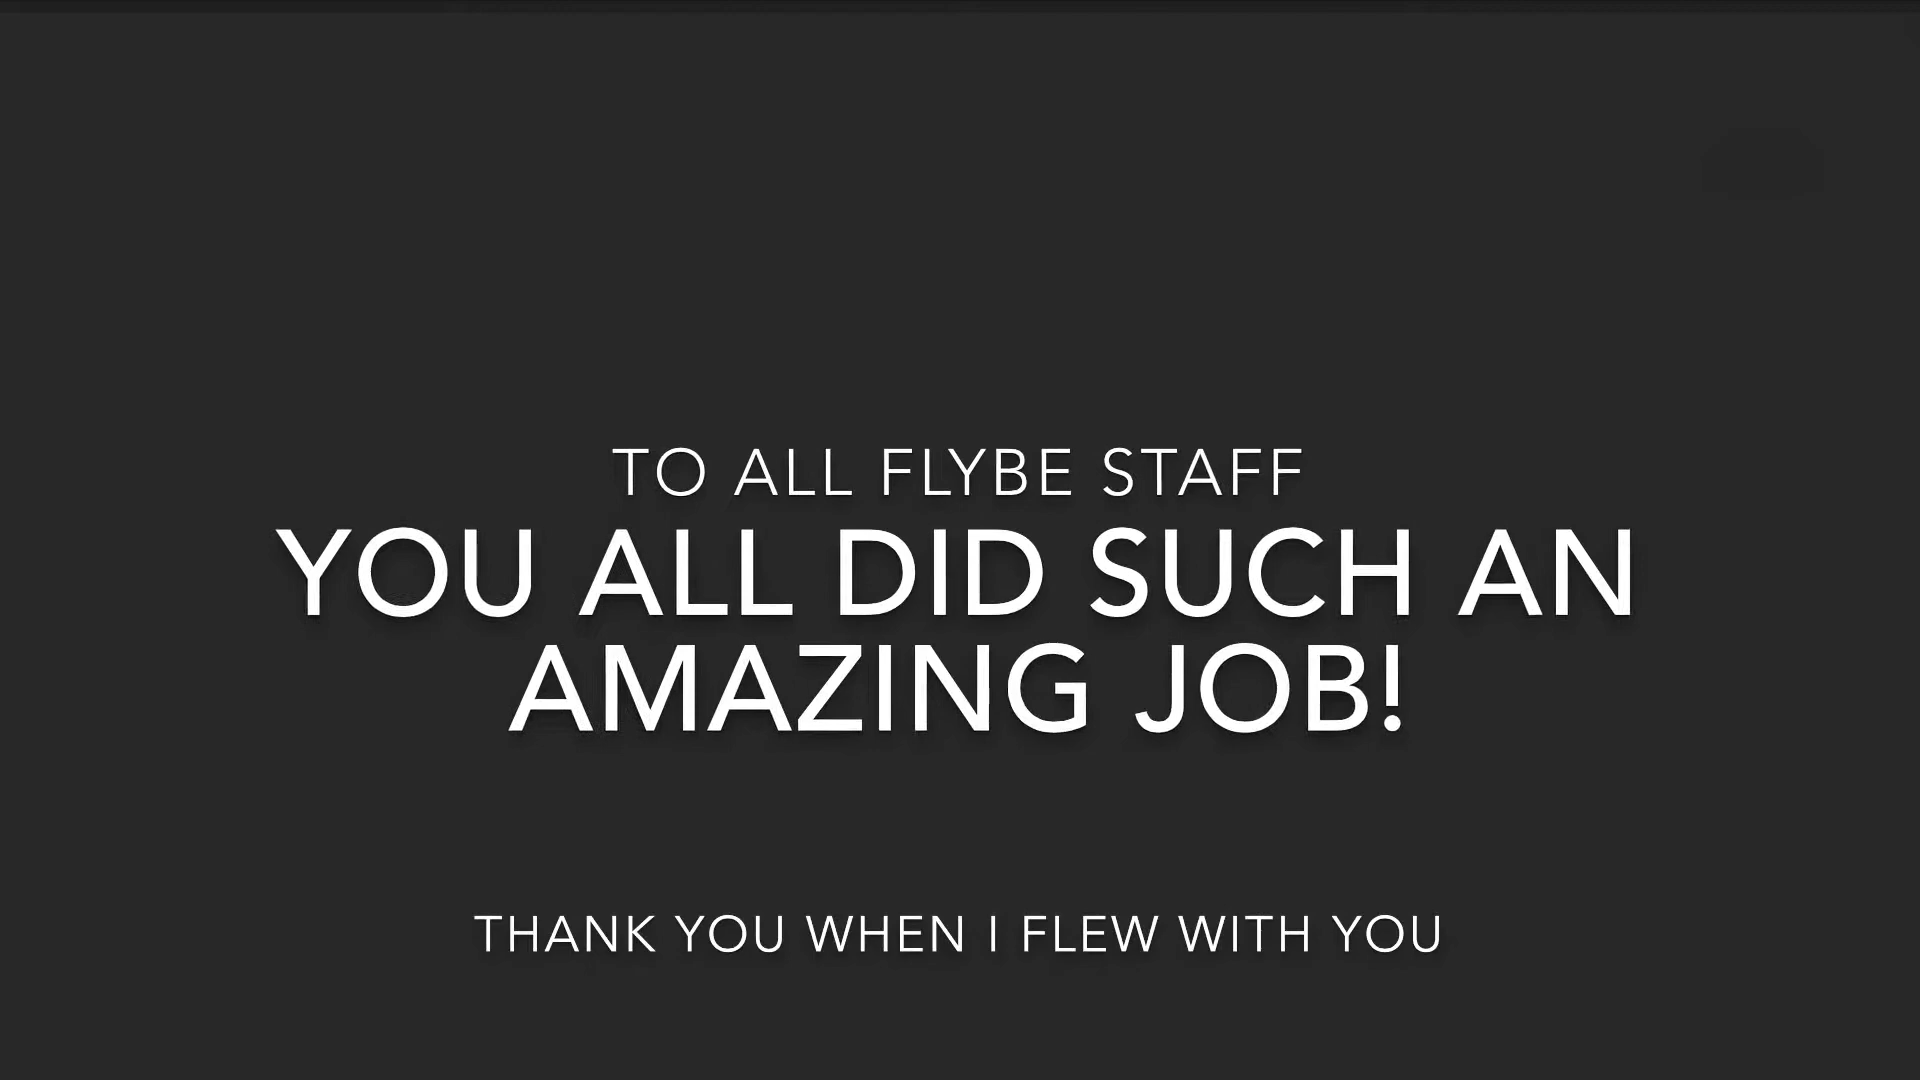 TO ALL FLYBE STAFF
YOU ALL DID SUCH AN
AMAZING JOB!
THANK YOU WHEN I FLEW WITH YOU